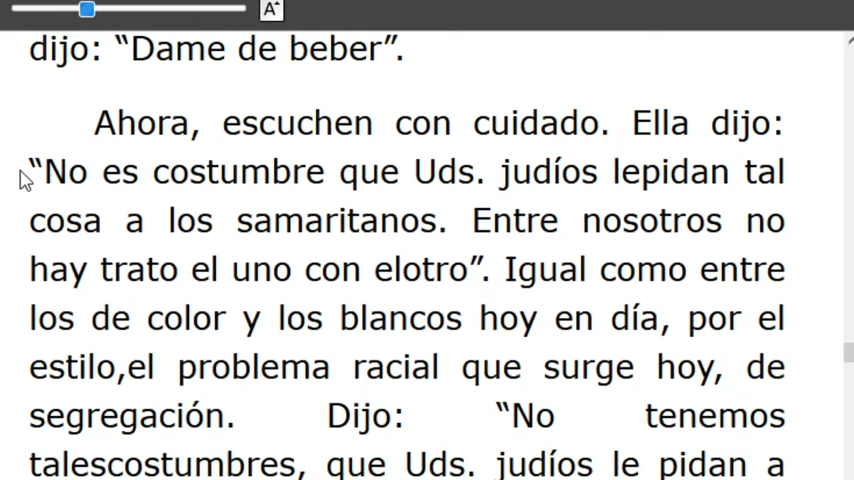 A
dijo: “Dame de beber”.
Ahora, escuchen con cuidado. Ella dijo:
“No es costumbre que Uds. judíos lepidan tal
cosa a los samaritanos. Entre nosotros no
hay trato el uno con elotro”. Igual como entre
los de color y los blancos hoy en día, por el
estilo,el problema racial que surge hoy, de
segregación. Dijo: “No tenemos
talescostumbres, que Uds. judíos le pidan a